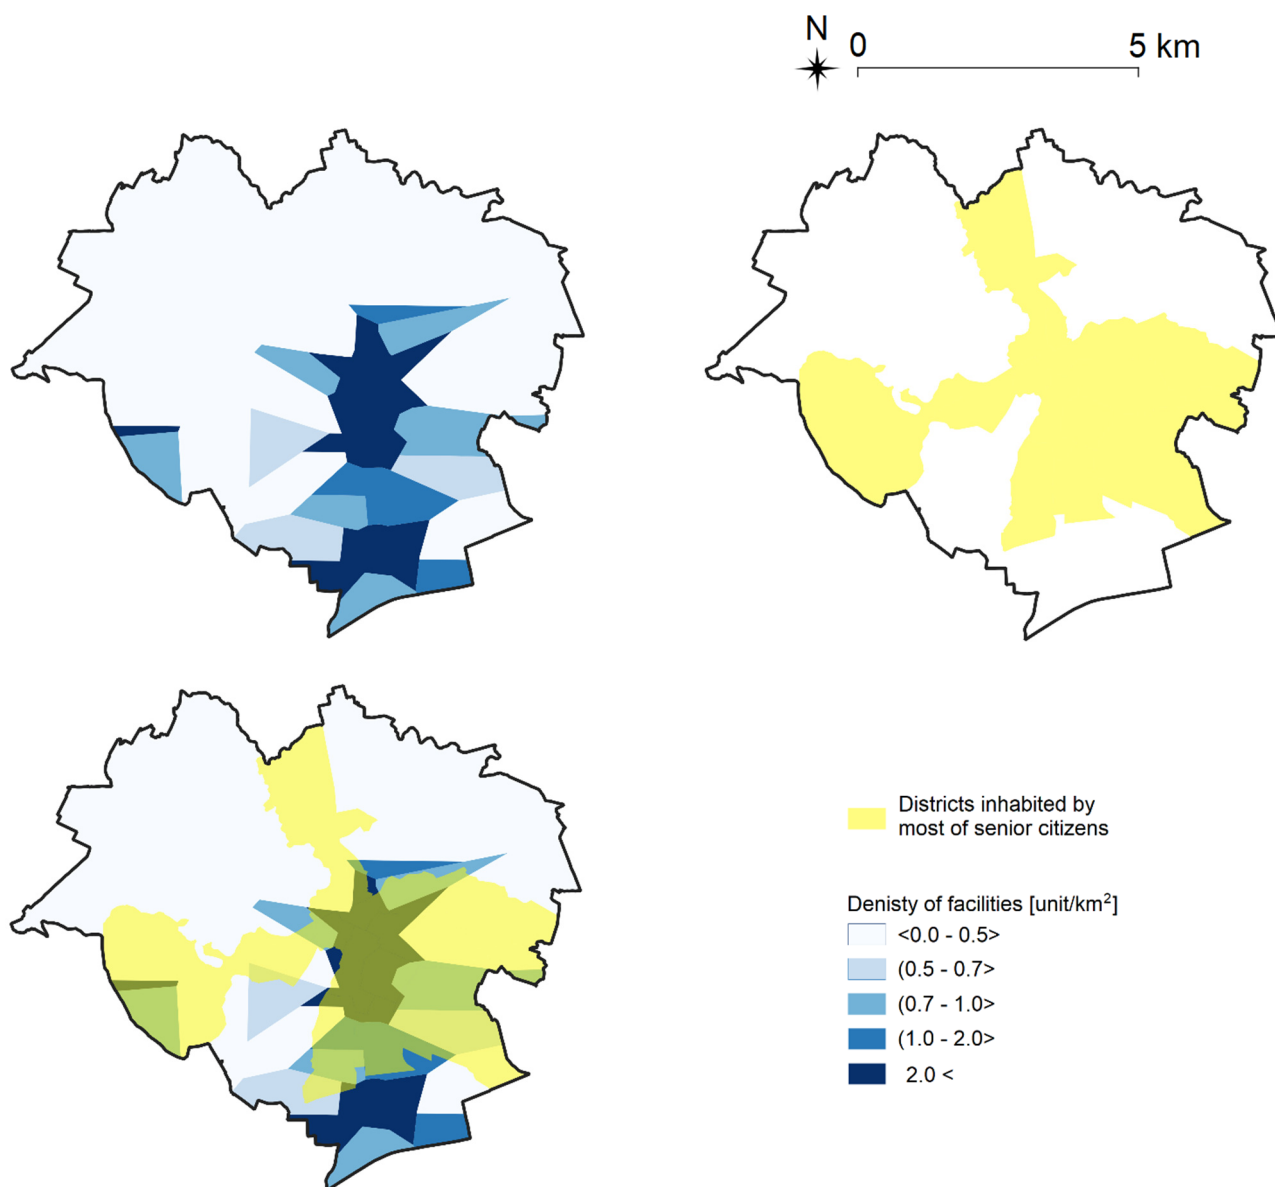 N
0 5 km
Districts inhabited by
most of senior citizens
Denisty of facilities [unit/km²]
<0.0 - 0.5>
(0.5 - 0.7>
(0.7 - 1.0>
(1.0 - 2.0>
2.0 <